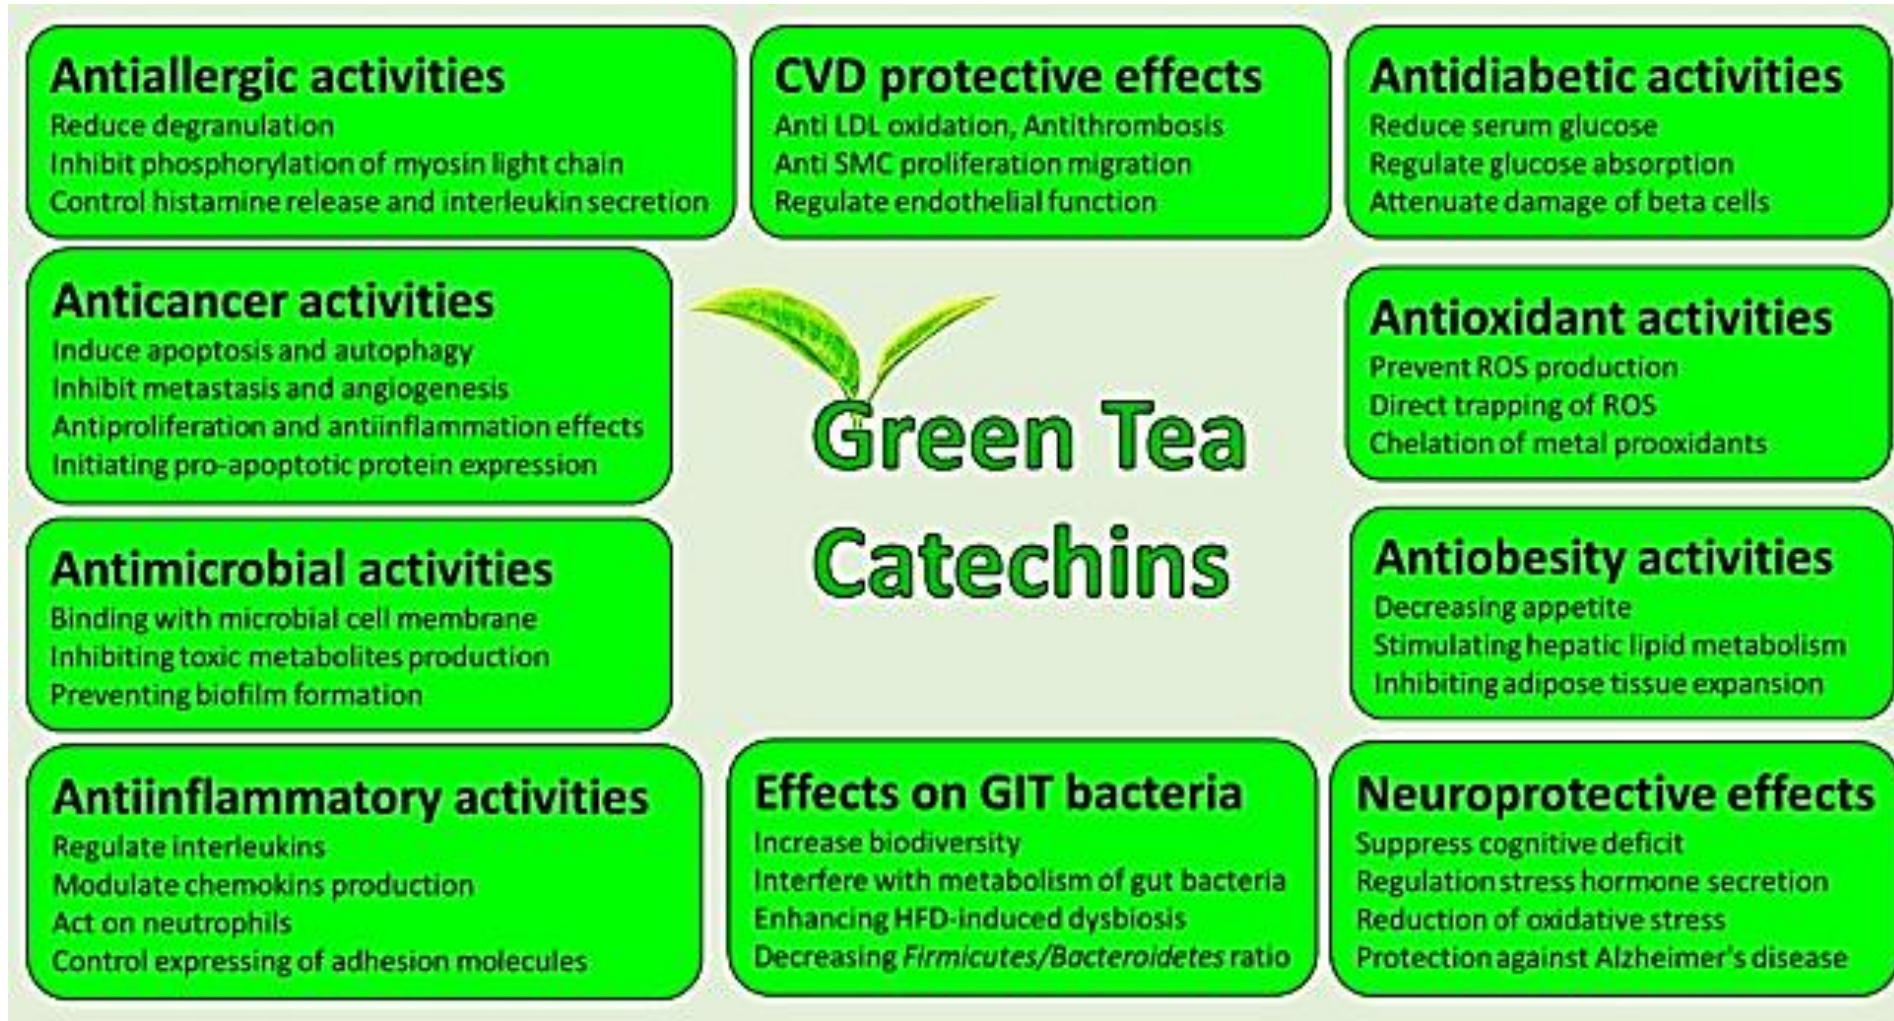 Antiallergic activities
Reduce degranulation
Inhibit phosphorylation of myosin light chain
Control histamine release and interleukin secretion
CVD protective effects
Anti LDL oxidation, Antithrombosis
Anti SMC proliferation migration
Regulate endothelial function
Antidiabetic activities
Reduce serum glucose
Regulate glucose absorption
Attenuate damage of beta cells
Anticancer activities
Induce apoptosis and autophagy
Inhibit metastasis and angiogenesis
Antiproliferation and antiinflammation effects
Initiating pro-apoptotic protein expression
Green Tea
Catechins
Antioxidant activities
Prevent ROS production
Direct trapping of ROS
Chelation of metal prooxidants
Antimicrobial activities
Binding with microbial cell membrane
Inhibiting toxic metabolites production
Preventing biofilm formation
Antiobesity activities
Decreasing appetite
Stimulating hepatic lipid metabolism
Inhibiting adipose tissue expansion
Antiinflammatory activities
Regulate interleukins
Modulate chemokins production
Act on neutrophils
Control expressing of adhesion molecules
Effects on GIT bacteria
Increase biodiversity
Interfere with metabolism of gut bacteria
Enhancing HFD-induced dysbiosis
Decreasing Firmicutes/Bacteroidetes ratio
Neuroprotective effects
Suppress cognitive deficit
Regulation stress hormone secretion
Reduction of oxidative stress
Protection against Alzheimer's disease